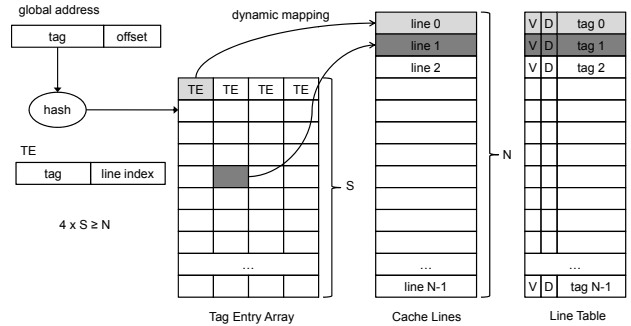 global address
tag offset
hash
TE
tag line index
4 x S ≥ N
dynamic mapping
TE TE TE TE
...
S
Tag Entry Array
line 0
line 1
line 2
...
line N-1
N
Cache Lines
V D tag 0
V D tag 1
V D tag 2
...
V D tag N-1
Line Table